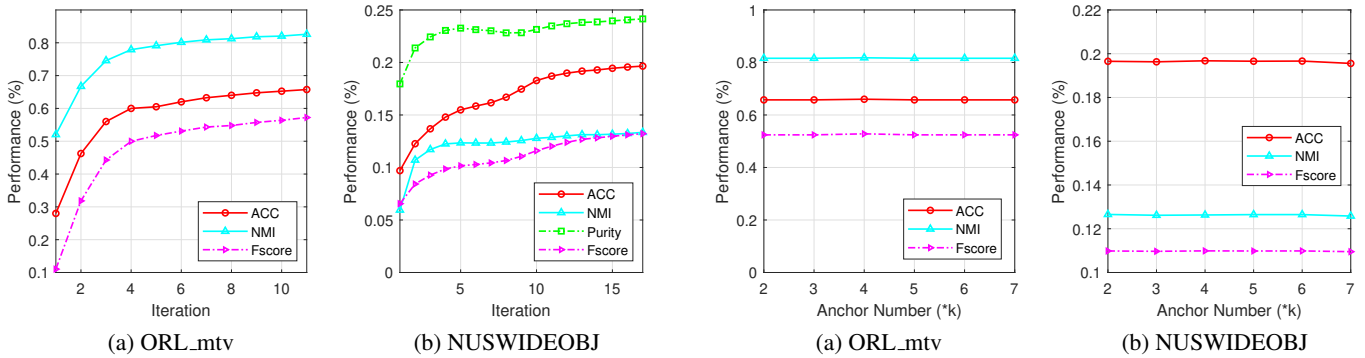 0.8
0.7
0.6
0.5
0.4
0.3
0.2
0.1
2
4
6
8
10
Performance (%)
Iteration
ACC
NMI
Fscore
(a) ORL_mtv
0.25
0.2
0.15
0.1
0.05
0
5
10
15
Performance (%)
Iteration
ACC
NMI
Purity
Fscore
(b) NUSWIDEOBJ
1
0.8
0.6
0.4
0.2
0
2
3
4
5
6
7
Performance (%)
Anchor Number (*k)
ACC
NMI
Fscore
(a) ORL_mtv
0.22
0.2
0.18
0.16
0.14
0.12
0.1
2
3
4
5
6
7
Performance (%)
Anchor Number (*k)
ACC
NMI
Fscore
(b) NUSWIDEOBJ